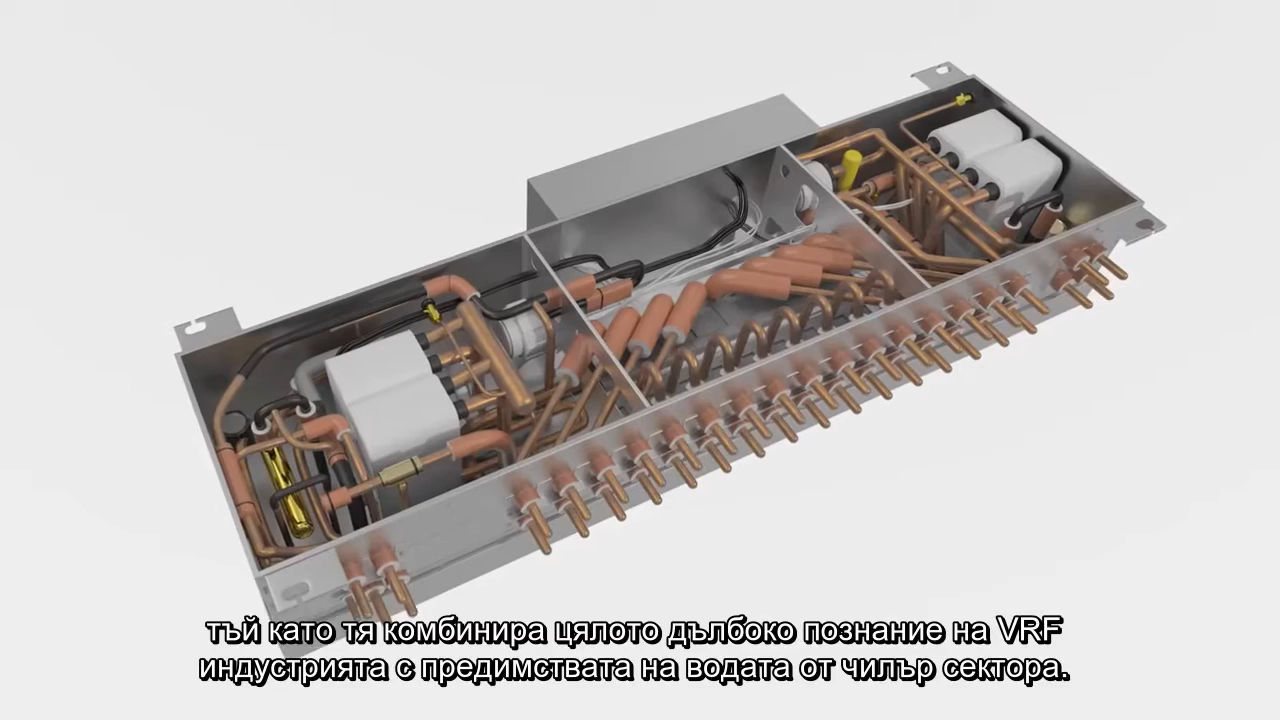 тъй като тя комбинира цялото дълбоко познание на VRF
индустрията с предимствата на водата от чилър сектора.